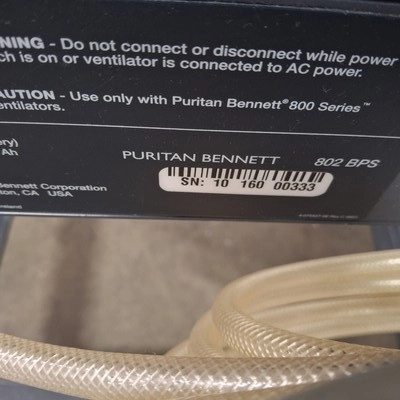 NING - Do not connect or disconnect while power
ch is on or ventilator is connected to AC power.
AUTION - Use only with Puritan Bennett® 800 Series™
entilators.
ery)
Ah
PURITAN BENNETT 802 BPS
SN: 10 160 00333
Bennett Corporation
ton, CA USA
reland